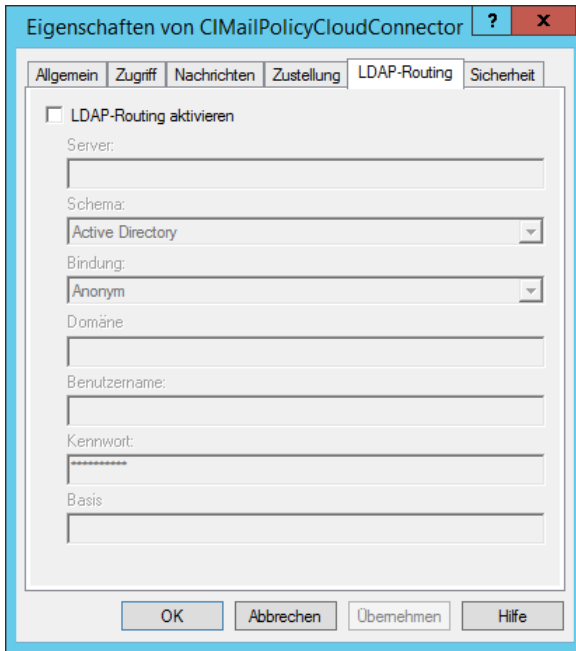 Eigenschaften von CIMailPolicyCloudConnector ? x
Allgemein Zugriff Nachrichten Zustellung LDAP-Routing Sicherheit
LDAP-Routing aktivieren
Server:
Schema:
Active Directory
Bindung:
Anonym
Domäne
Benutzername:
Kennwort:
**********
Basis
OK Abbrechen Übernehmen Hilfe